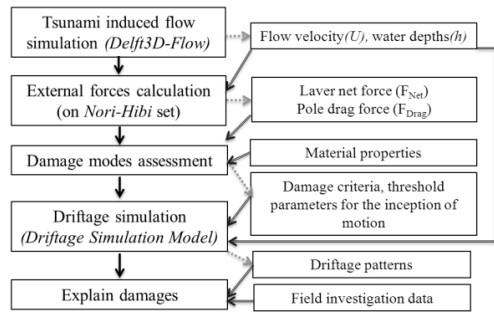 Tsunami induced flow
simulation (Delft3D-Flow)
Flow velocity(U), water depths(h)
External forces calculation
(on Nori-Hibi set)
Laver net force (F_Net)
Pole drag force (F_Drag)
Damage modes assessment
Material properties
Damage criteria, threshold
parameters for the inception of
motion
Driftage simulation
(Driftage Simulation Model)
Driftage patterns
Explain damages
Field investigation data